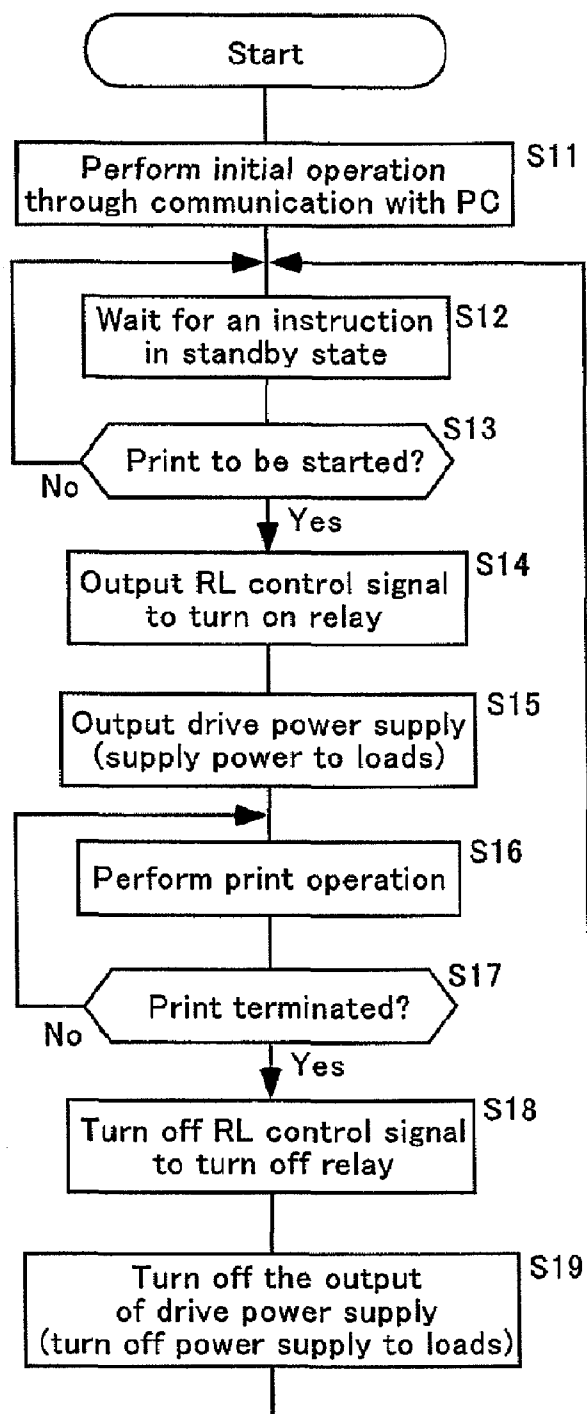 Start
S11
Perform initial operation
through communication with PC
Wait for an instruction
in standby state
S12
S13
Print to be started?
No
Yes
S14
Output RL control signal
to turn on relay
S15
Output drive power supply
(supply power to loads)
S16
Perform print operation
S17
Print terminated?
No
Yes
S18
Turn off RL control signal
to turn off relay
S19
Turn off the output
of drive power supply
(turn off power supply to loads)